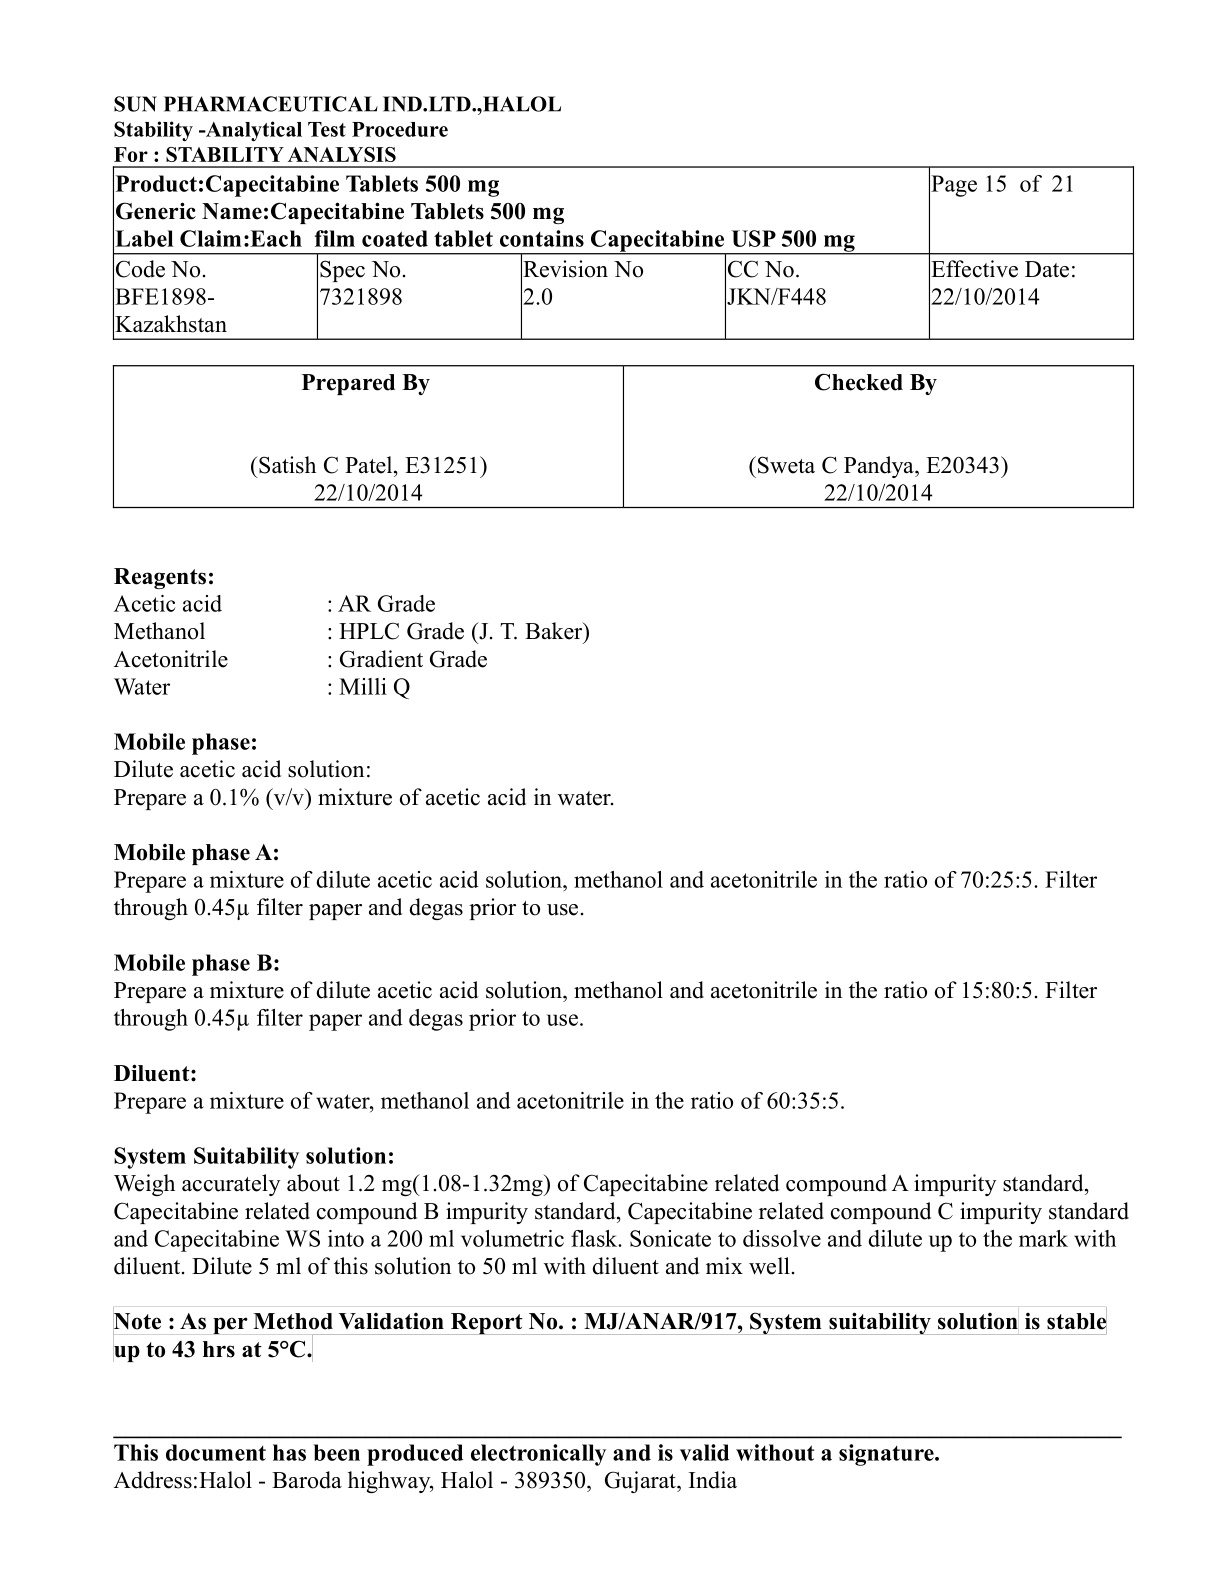 SUN PHARMACEUTICAL IND.LTD.,HALOL
Stability -Analytical Test Procedure
For : STABILITY ANALYSIS
Product:Capecitabine Tablets 500 mg
Generic Name:Capecitabine Tablets 500 mg
Label Claim:Each  film coated tablet contains Capecitabine USP 500 mg
Page 15  of  21
Code No.
BFE1898-
Kazakhstan
Spec No.
7321898
Revision No
2.0
CC No.
JKN/F448
Effective Date:
22/10/2014
Prepared By
(Satish C Patel, E31251)
22/10/2014
Checked By
(Sweta C Pandya, E20343)
22/10/2014
Reagents:
Acetic acid : AR Grade
Methanol : HPLC Grade (J. T. Baker)
Acetonitrile : Gradient Grade
Water : Milli Q
Mobile phase:
Dilute acetic acid solution:
Prepare a 0.1% (v/v) mixture of acetic acid in water.
Mobile phase A:
Prepare a mixture of dilute acetic acid solution, methanol and acetonitrile in the ratio of 70:25:5. Filter
through 0.45µ filter paper and degas prior to use.
Mobile phase B:
Prepare a mixture of dilute acetic acid solution, methanol and acetonitrile in the ratio of 15:80:5. Filter
through 0.45µ filter paper and degas prior to use.
Diluent:
Prepare a mixture of water, methanol and acetonitrile in the ratio of 60:35:5.
System Suitability solution:
Weigh accurately about 1.2 mg(1.08-1.32mg) of Capecitabine related compound A impurity standard,
Capecitabine related compound B impurity standard, Capecitabine related compound C impurity standard
and Capecitabine WS into a 200 ml volumetric flask. Sonicate to dissolve and dilute up to the mark with
diluent. Dilute 5 ml of this solution to 50 ml with diluent and mix well.
Note : As per Method Validation Report No. : MJ/ANAR/917, System suitability solution is stable
up to 43 hrs at 5°C.
This document has been produced electronically and is valid without a signature.
Address:Halol - Baroda highway, Halol - 389350,  Gujarat, India